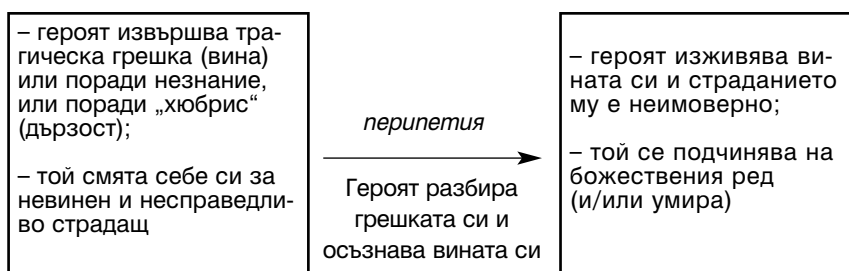 – героят извършва тра-
гическа грешка (вина)
или поради незнание,
или поради „хюбрис“
(дързост);
– той смята себе си за
невинен и несправедли-
во страдащ
перипетия
Героят разбира
грешката си и
осъзнава вината си
– героят изживява ви-
ната си и страданието
му е неимоверно;
– той се подчинява на
божествения ред
(и/или умира)